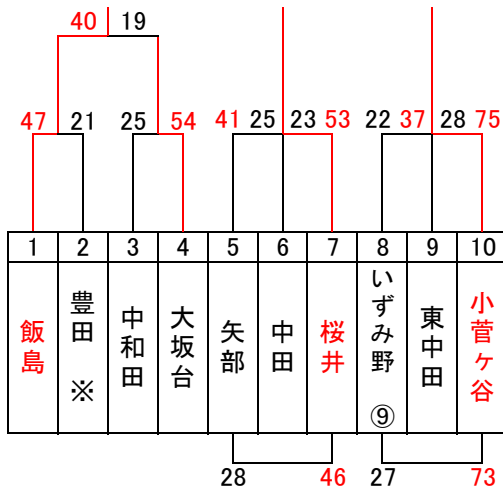 40 19
47 21 25 54 41 25 23 53 22 37 28 75
1 2 3 4 5 6 7 8 9 10
飯島
豊田 ※
中和田
大坂台
矢部
中田
桜井
いずみ野 ⑨
東中田
小菅ヶ谷
28 46 27 73